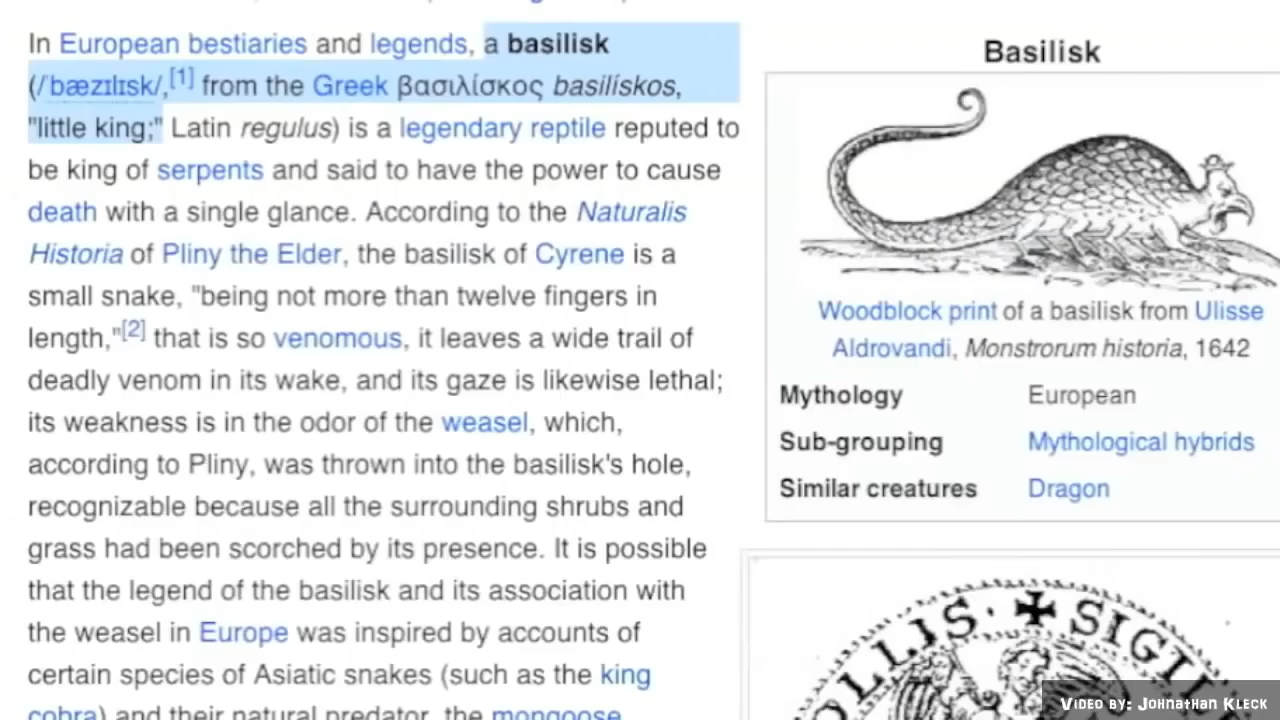 In European bestiaries and legends, a basilisk
(/ˈbæzɪlɪsk/,[1] from the Greek βασιλίσκος basilískos,
"little king;" Latin regulus) is a legendary reptile reputed to
be king of serpents and said to have the power to cause
death with a single glance. According to the Naturalis
Historia of Pliny the Elder, the basilisk of Cyrene is a
small snake, "being not more than twelve fingers in
length,"[2] that is so venomous, it leaves a wide trail of
deadly venom in its wake, and its gaze is likewise lethal;
its weakness is in the odor of the weasel, which,
according to Pliny, was thrown into the basilisk's hole,
recognizable because all the surrounding shrubs and
grass had been scorched by its presence. It is possible
that the legend of the basilisk and its association with
the weasel in Europe was inspired by accounts of
certain species of Asiatic snakes (such as the king
cobra) and their natural predator, the mongoose
Basilisk
Woodblock print of a basilisk from Ulisse
Aldrovandi, Monstrorum historia, 1642
Mythology European
Sub-grouping Mythological hybrids
Similar creatures Dragon
OLLIS · ✠ SIGIL
Video by: Johnathan Kleck